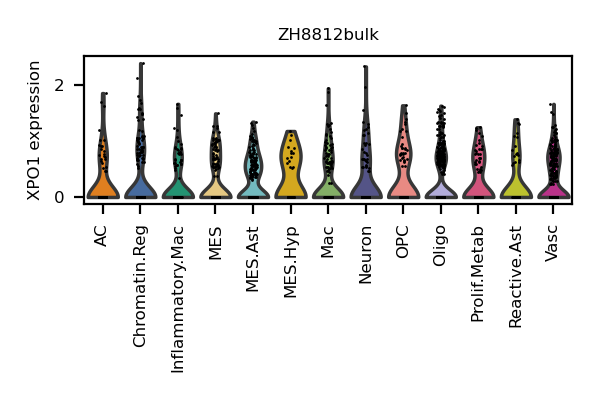 ZH8812bulk
XPO1 expression
2
0
AC
Chromatin.Reg
Inflammatory.Mac
MES
MES.Ast
MES.Hyp
Mac
Neuron
OPC
Oligo
Prolif.Metab
Reactive.Ast
Vasc